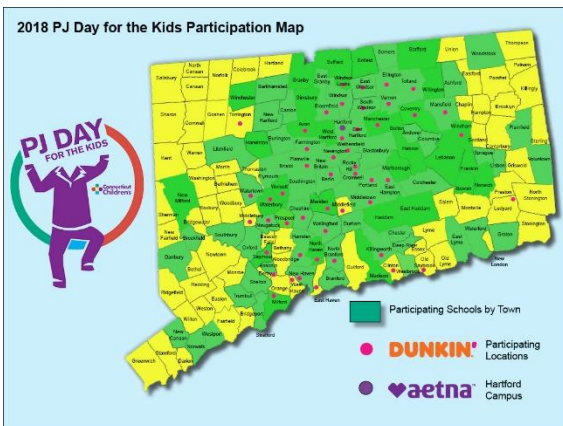 2018 PJ Day for the Kids Participation Map
PJ DAY
FOR THE KIDS
Connecticut
Children's
Salisbury
North
Canaan
Norfolk
Colebrook
Hartland
Granby
Suffield
Enfield
Somers
Stafford
Union
Woodstock
Thompson
Putnam
Killingly
Sharon
Cornwall
Goshen
Winchester
Barkhamsted
Torrington
New
Hartford
Canton
Simsbury
Bloomfield
Windsor
East
Windsor
Ellington
Tolland
Willington
Ashford
Eastford
Pomfret
Brooklyn
Chaplin
Mansfield
Coventry
Vernon
South
Windsor
Manchester
Bolton
Andover
Columbia
Windham
Scotland
Canterbury
Plainfield
Sterling
Voluntown
Kent
Warren
Litchfield
Harwinton
Burlington
Avon
West
Hartford
Hartford
East
Hartford
Wethersfield
Newington
Farmington
Glastonbury
Hebron
Lebanon
Franklin
Norwich
Lisbon
Griswold
Preston
North
Stonington
Washington
Morris
Bethlehem
Watertown
Thomaston
Plymouth
Bristol
Plainville
New
Britain
Berlin
Rocky
Hill
Cromwell
Portland
East
Hampton
Marlborough
Colchester
Bozrah
Salem
Montville
Ledyard
Stonington
New Milford
Sherman
Bridgewater
Roxbury
Woodbury
Waterbury
Wolcott
Southington
Cheshire
Meriden
Middletown
Middlefield
Haddam
East Haddam
Lyme
East
Lyme
Waterford
Groton
New
London
New
Fairfield
Brookfield
Southbury
Middlebury
Naugatuck
Prospect
Wallingford
Durham
Chester
Deep River
Essex
Old
Lyme
Danbury
Bethel
Newtown
Oxford
Beacon
Falls
Bethany
Hamden
North
Haven
North
Branford
Guilford
Madison
Killingworth
Clinton
Westbrook
Old
Saybrook
Seymour
Woodbridge
Ansonia
Derby
Orange
New Haven
West
Haven
East Haven
Branford
Ridgefield
Redding
Monroe
Shelton
Milford
Stratford
Trumbull
Easton
Weston
Wilton
Fairfield
Bridgeport
Westport
Norwalk
New
Canaan
Darien
Stamford
Greenwich
Participating Schools by Town
DUNKIN'
Participating
Locations
aetna
Hartford
Campus